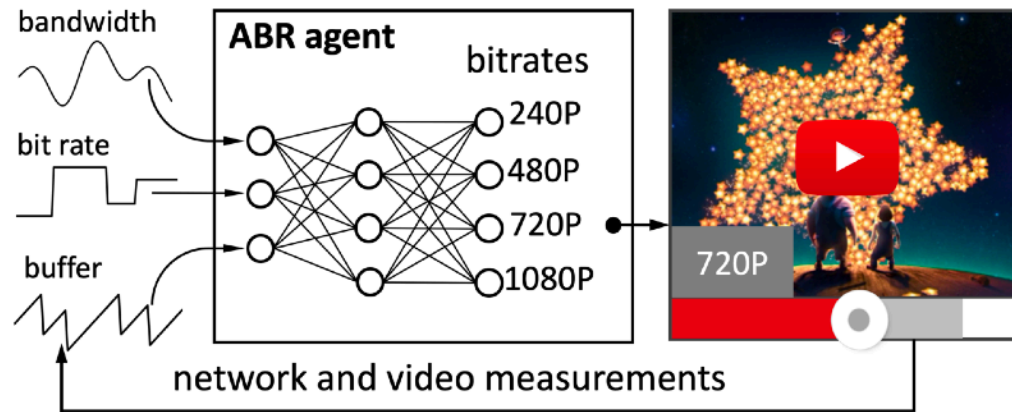 bandwidth
ABR agent
bitrates
240P
bit rate
480P
720P
buffer
1080P
720P
network and video measurements